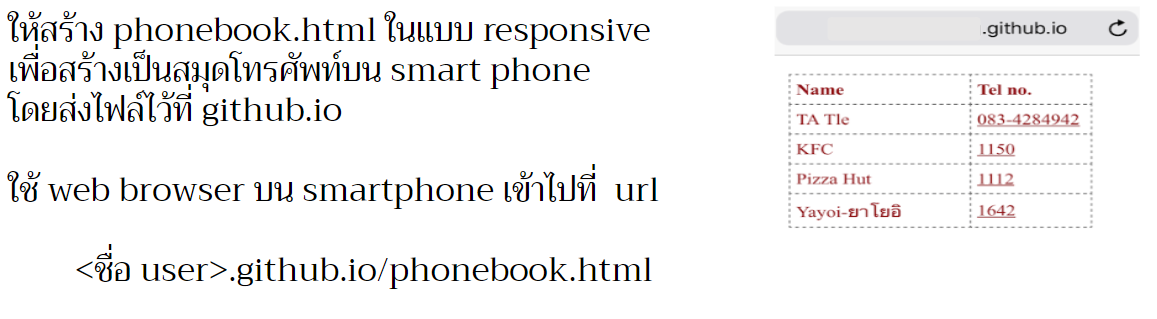 ให้สร้าง phonebook.html ในแบบ responsive
เพื่อสร้างเป็นสมุดโทรศัพท์บน smart phone
โดยส่งไฟล์ไว้ที่ github.io
ใช้ web browser บน smartphone เข้าไปที่ url
<ชื่อ user>.github.io/phonebook.html
.github.io
Name Tel no.
TA Tle 083-4284942
KFC 1150
Pizza Hut 1112
Yayoi-ยาโยอิ 1642